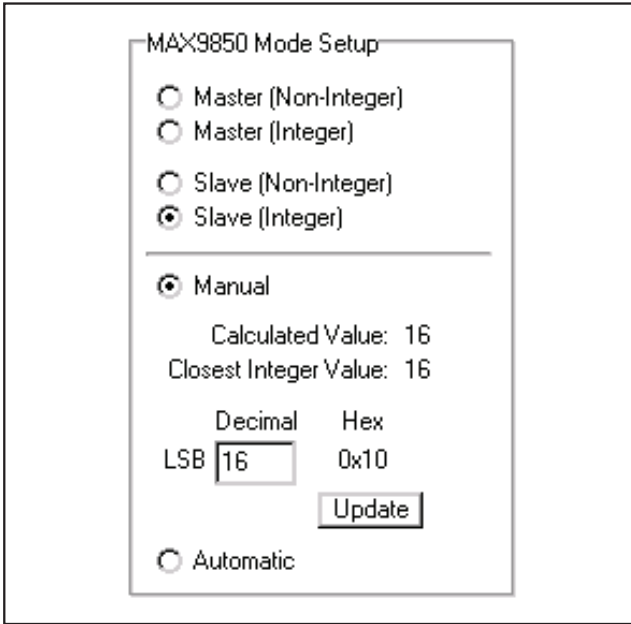 MAX9850 Mode Setup
Master (Non-Integer)
Master (Integer)
Slave (Non-Integer)
Slave (Integer)
Manual
Calculated Value: 16
Closest Integer Value: 16
Decimal Hex
LSB 16 0x10
Update
Automatic